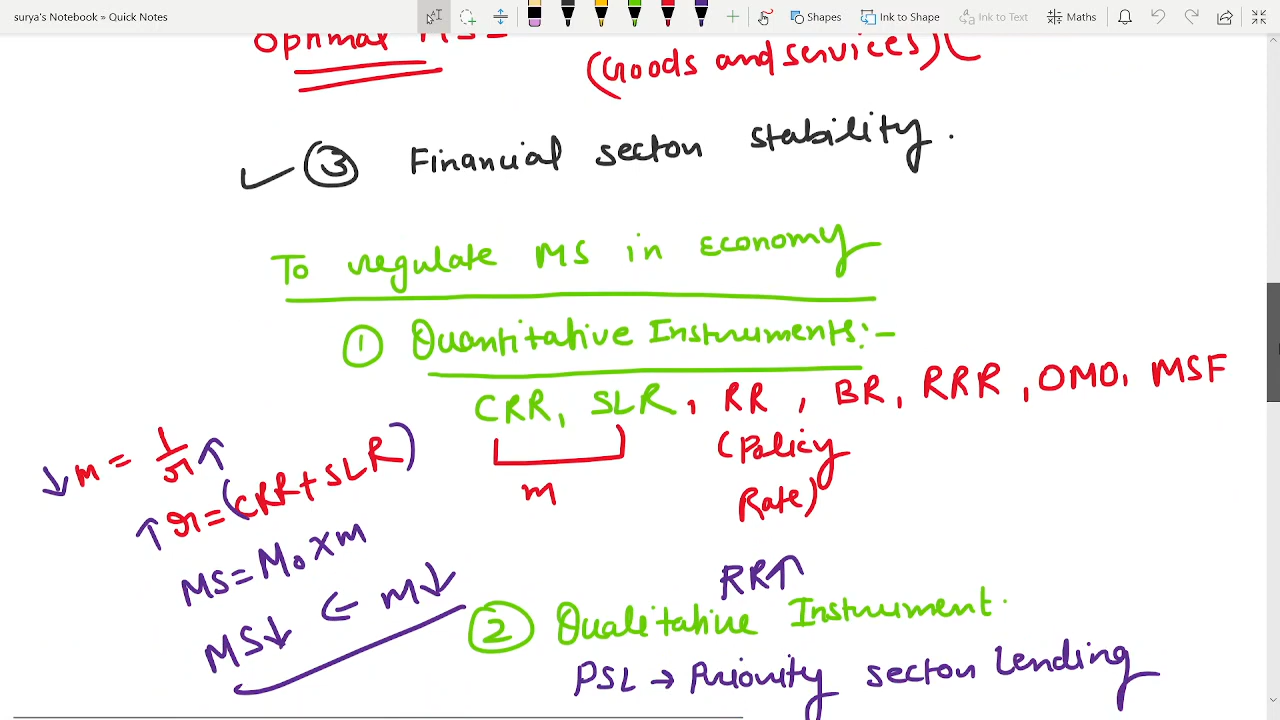 surya's Notebook » Quick Notes
Shapes Ink to Shape Ink to Text Maths
Optimal
(Goods and services)(
✓ ③ Financial sector stability.
To regulate MS in economy
① Quantitative Instruments:-
CRR, SLR, RR, BR, RRR, OMO, MSF
m
(Policy
Rate)
↓m = 1/r ↑
↑ r = (CRR+SLR)
MS = M₀ x m
MS↓ ← m↓
RR↑
② Qualitative Instrument.
PSL → Priority sector lending